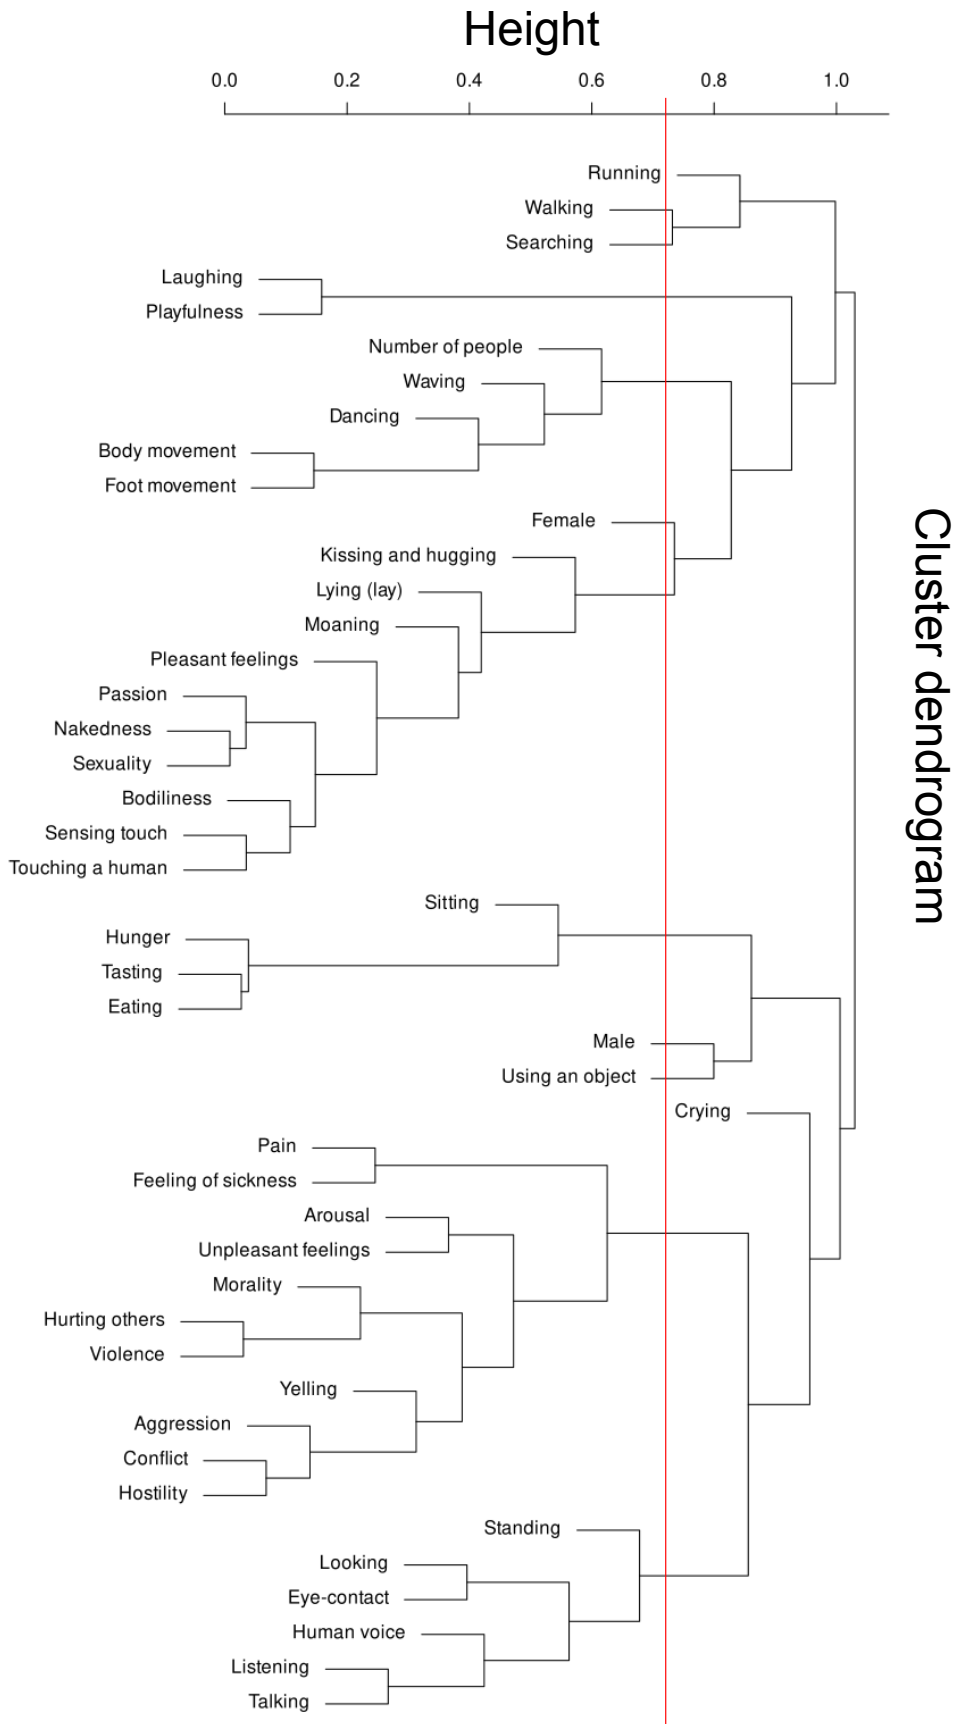 Height
0.0 0.2 0.4 0.6 0.8 1.0
Running
Walking
Searching
Laughing
Playfulness
Number of people
Waving
Dancing
Body movement
Foot movement
Female
Kissing and hugging
Lying (lay)
Moaning
Pleasant feelings
Passion
Nakedness
Sexuality
Bodiliness
Sensing touch
Touching a human
Sitting
Hunger
Tasting
Eating
Male
Using an object
Crying
Pain
Feeling of sickness
Arousal
Unpleasant feelings
Morality
Hurting others
Violence
Yelling
Aggression
Conflict
Hostility
Standing
Looking
Eye-contact
Human voice
Listening
Talking
Cluster dendrogram